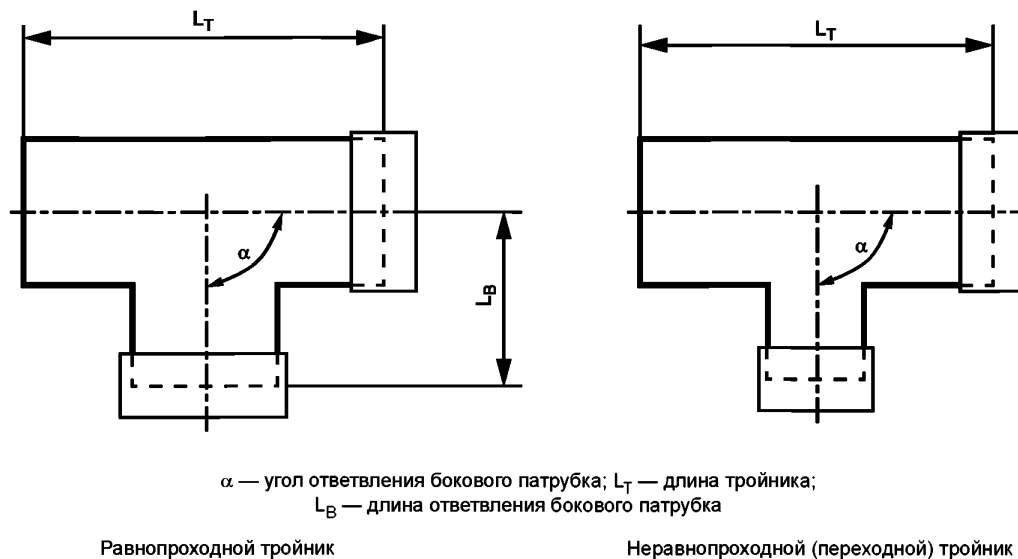 L_T L_T
α α
L_B
α — угол ответвления бокового патрубка; L_T — длина тройника;
L_B — длина ответвления бокового патрубка
Равнопроходной тройник Неравнопроходной (переходной) тройник